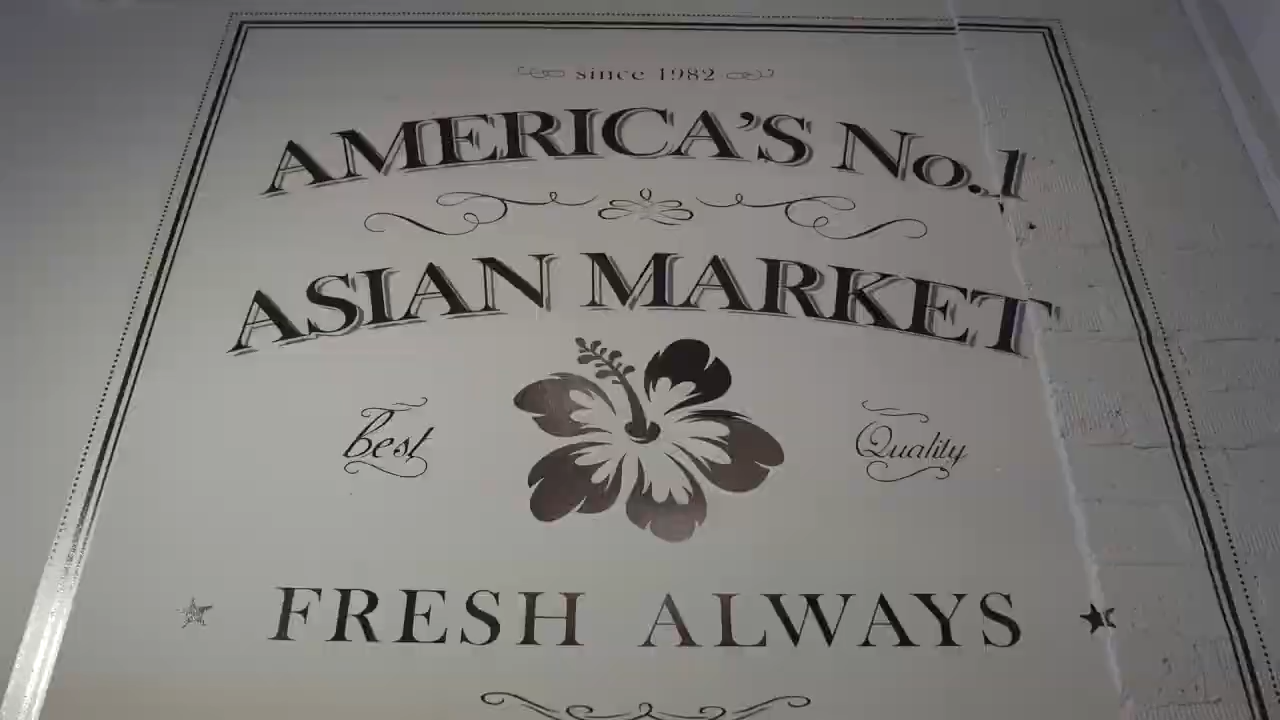 since 1982
AMERICA'S No.1
ASIAN MARKET
Best Quality
FRESH ALWAYS